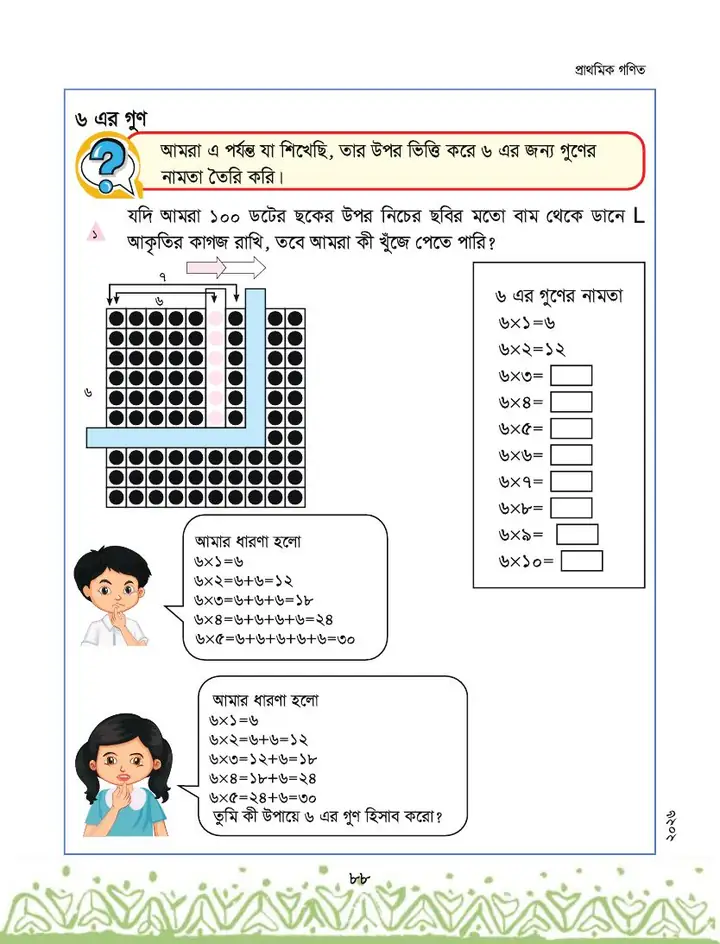 প্রাথমিক গণিত
৬ এর গুণ
আমরা এ পর্যন্ত যা শিখেছি, তার উপর ভিত্তি করে ৬ এর জন্য গুণের
নামতা তৈরি করি।
১
যদি আমরা ১০০ ডটের ছকের উপর নিচের ছবির মতো বাম থেকে ডানে L
আকৃতির কাগজ রাখি, তবে আমরা কী খুঁজে পেতে পারি?
৭
৬
৬
৬ এর গুণের নামতা
৬×১=৬
৬×২=১২
৬×৩=
৬×৪=
৬×৫=
৬×৬=
৬×৭=
৬×৮=
৬×৯=
৬×১০=
আমার ধারণা হলো
৬×১=৬
৬×২=৬+৬=১২
৬×৩=৬+৬+৬=১৮
৬×৪=৬+৬+৬+৬=২৪
৬×৫=৬+৬+৬+৬+৬=৩০
আমার ধারণা হলো
৬×১=৬
৬×২=৬+৬=১২
৬×৩=১২+৬=১৮
৬×৪=১৮+৬=২৪
৬×৫=২৪+৬=৩০
তুমি কী উপায়ে ৬ এর গুণ হিসাব করো?
২০২৬
৮৮